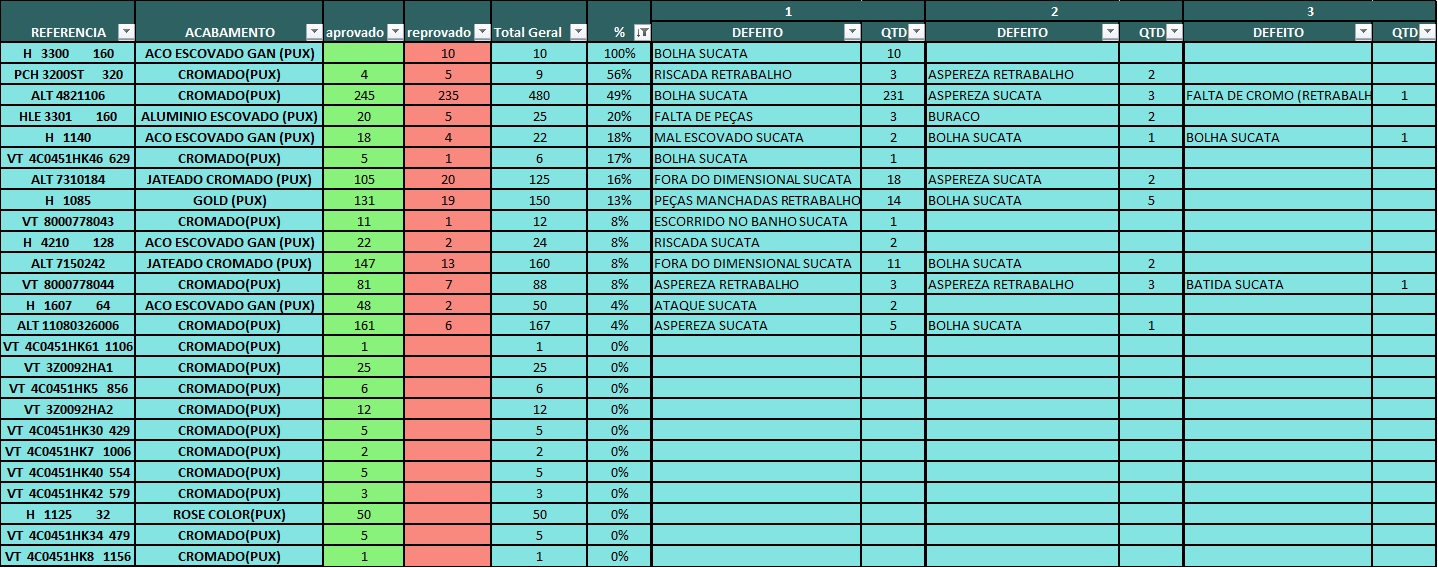 1 2 3
REFERENCIA ACABAMENTO aprovado reprovado Total Geral % DEFEITO QTD DEFEITO QTD DEFEITO QTD
H 3300 160 ACO ESCOVADO GAN (PUX) 10 10 100% BOLHA SUCATA 10
PCH 3200ST 320 CROMADO(PUX) 4 5 9 56% RISCADA RETRABALHO 3 ASPEREZA RETRABALHO 2
ALT 4821106 CROMADO(PUX) 245 235 480 49% BOLHA SUCATA 231 ASPEREZA SUCATA 3 FALTA DE CROMO (RETRABALH 1
HLE 3301 160 ALUMINIO ESCOVADO (PUX) 20 5 25 20% FALTA DE PEÇAS 3 BURACO 2
H 1140 ACO ESCOVADO GAN (PUX) 18 4 22 18% MAL ESCOVADO SUCATA 2 BOLHA SUCATA 1 BOLHA SUCATA 1
VT 4C0451HK46 629 CROMADO(PUX) 5 1 6 17% BOLHA SUCATA 1
ALT 7310184 JATEADO CROMADO (PUX) 105 20 125 16% FORA DO DIMENSIONAL SUCATA 18 ASPEREZA SUCATA 2
H 1085 GOLD (PUX) 131 19 150 13% PEÇAS MANCHADAS RETRABALHO 14 BOLHA SUCATA 5
VT 8000778043 CROMADO(PUX) 11 1 12 8% ESCORRIDO NO BANHO SUCATA 1
H 4210 128 ACO ESCOVADO GAN (PUX) 22 2 24 8% RISCADA SUCATA 2
ALT 7150242 JATEADO CROMADO (PUX) 147 13 160 8% FORA DO DIMENSIONAL SUCATA 11 BOLHA SUCATA 2
VT 8000778044 CROMADO(PUX) 81 7 88 8% ASPEREZA RETRABALHO 3 ASPEREZA RETRABALHO 3 BATIDA SUCATA 1
H 1607 64 ACO ESCOVADO GAN (PUX) 48 2 50 4% ATAQUE SUCATA 2
ALT 11080326006 CROMADO(PUX) 161 6 167 4% ASPEREZA SUCATA 5 BOLHA SUCATA 1
VT 4C0451HK61 1106 CROMADO(PUX) 1 1 0%
VT 3Z0092HA1 CROMADO(PUX) 25 25 0%
VT 4C0451HK5 856 CROMADO(PUX) 6 6 0%
VT 3Z0092HA2 CROMADO(PUX) 12 12 0%
VT 4C0451HK30 429 CROMADO(PUX) 5 5 0%
VT 4C0451HK7 1006 CROMADO(PUX) 2 2 0%
VT 4C0451HK40 554 CROMADO(PUX) 5 5 0%
VT 4C0451HK42 579 CROMADO(PUX) 3 3 0%
H 1125 32 ROSE COLOR(PUX) 50 50 0%
VT 4C0451HK34 479 CROMADO(PUX) 5 5 0%
VT 4C0451HK8 1156 CROMADO(PUX) 1 1 0%